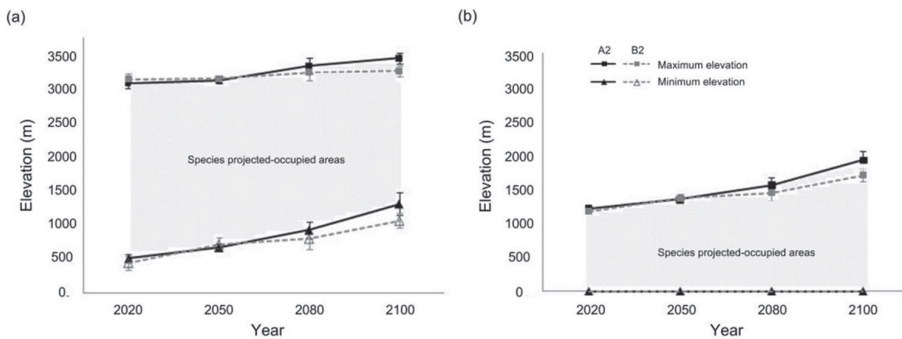 (a)
3500
3000
2500
2000
1500
1000
500
0.
Elevation (m)
Species projected-occupied areas
2020 2050 2080 2100
Year
(b)
3500
3000
2500
2000
1500
1000
500
0
Elevation (m)
A2 B2
Maximum elevation
Minimum elevation
Species projected-occupied areas
2020 2050 2080 2100
Year